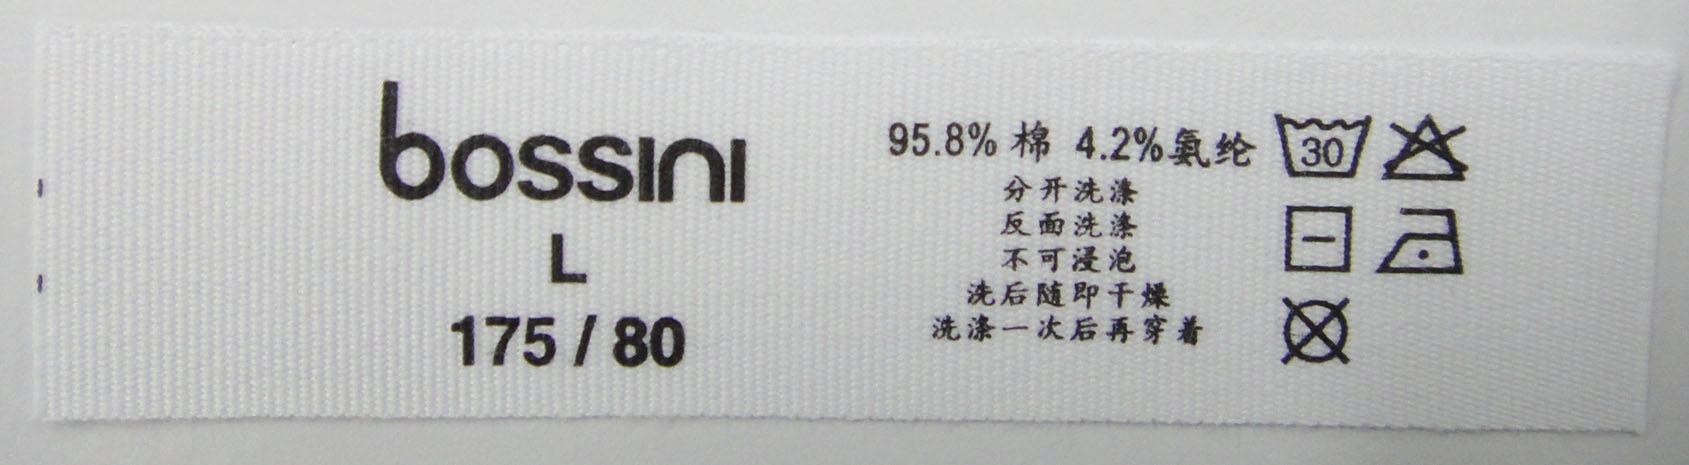 bossini
L
175 / 80
95.8% 棉 4.2%氨纶
30
分开洗涤
反面洗涤
不可浸泡
洗后随即干燥
洗涤一次后再穿着